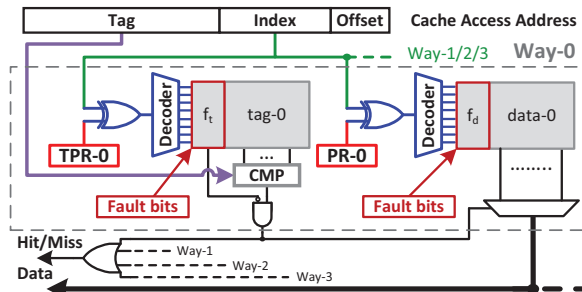 Tag Index Offset Cache Access Address
Way-1/2/3 Way-0
Decoder f_t tag-0 Decoder f_d data-0
... ........
TPR-0 CMP PR-0
Fault bits Fault bits
Hit/Miss
Way-1
Data Way-2
Way-3